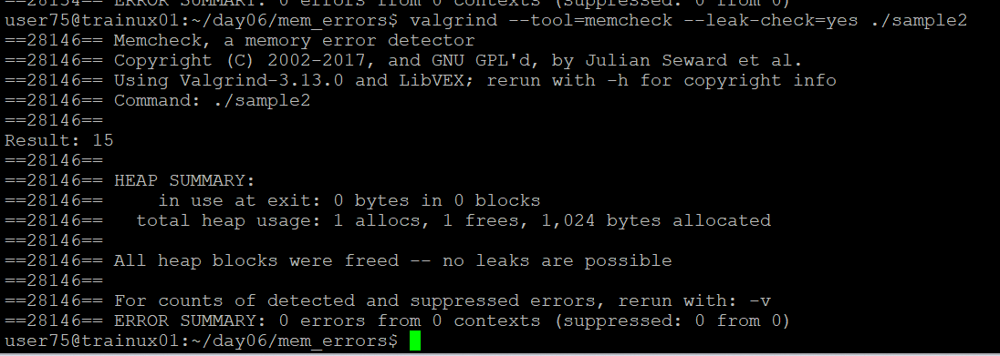 ==28134== ERROR SUMMARY: 0 errors from 0 contexts (suppressed: 0 from 0)
user75@trainux01:~/day06/mem_errors$ valgrind --tool=memcheck --leak-check=yes ./sample2
==28146== Memcheck, a memory error detector
==28146== Copyright (C) 2002-2017, and GNU GPL'd, by Julian Seward et al.
==28146== Using Valgrind-3.13.0 and LibVEX; rerun with -h for copyright info
==28146== Command: ./sample2
==28146==
Result: 15
==28146==
==28146== HEAP SUMMARY:
==28146==     in use at exit: 0 bytes in 0 blocks
==28146==   total heap usage: 1 allocs, 1 frees, 1,024 bytes allocated
==28146==
==28146== All heap blocks were freed -- no leaks are possible
==28146==
==28146== For counts of detected and suppressed errors, rerun with: -v
==28146== ERROR SUMMARY: 0 errors from 0 contexts (suppressed: 0 from 0)
user75@trainux01:~/day06/mem_errors$